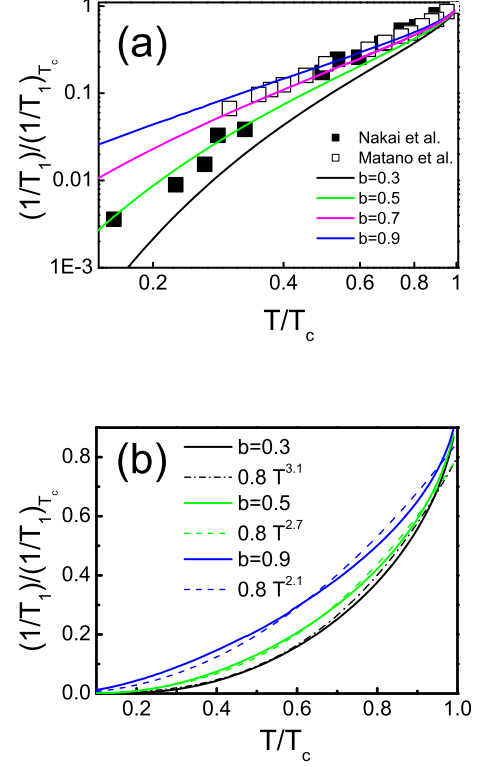 (a)
(1/T1)/(1/T1)Tc
1
0.1
0.01
1E-3
Nakai et al.
Matano et al.
b=0.3
b=0.5
b=0.7
b=0.9
0.2 0.4 0.6 0.8 1
T/Tc
(b)
(1/T1)/(1/T1)Tc
0.8
0.6
0.4
0.2
0.0
b=0.3
0.8 T^3.1
b=0.5
0.8 T^2.7
b=0.9
0.8 T^2.1
0.2 0.4 0.6 0.8 1.0
T/Tc